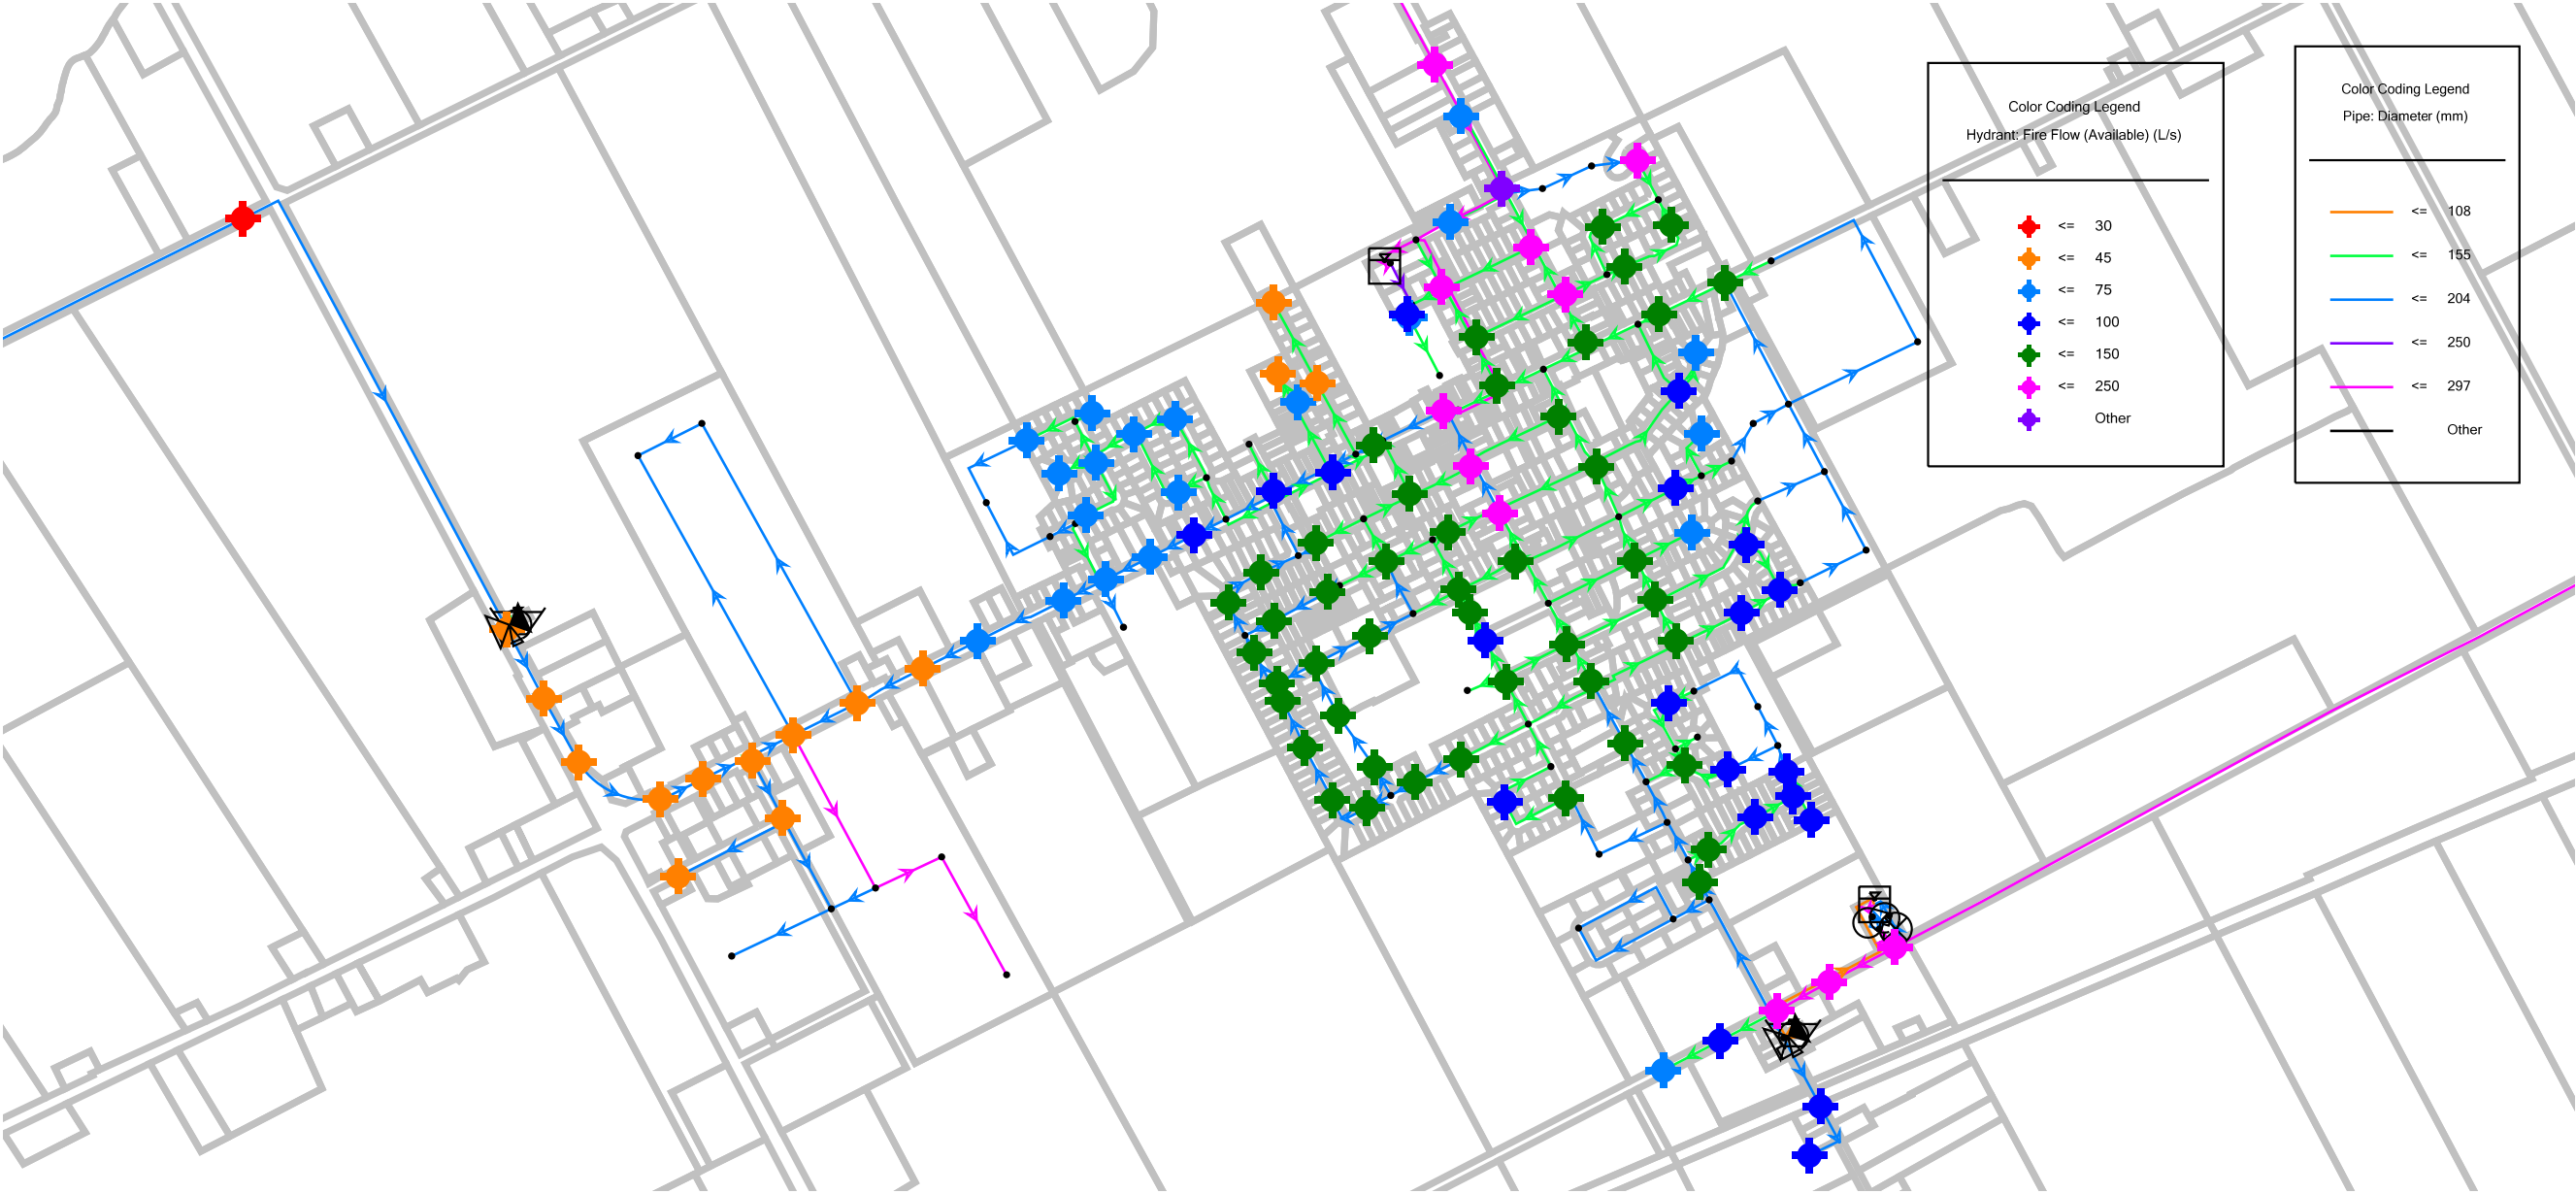 Color Coding Legend
Hydrant: Fire Flow (Available) (L/s)
<= 30
<= 45
<= 75
<= 100
<= 150
<= 250
Other
Color Coding Legend
Pipe: Diameter (mm)
<= 108
<= 155
<= 204
<= 250
<= 297
Other